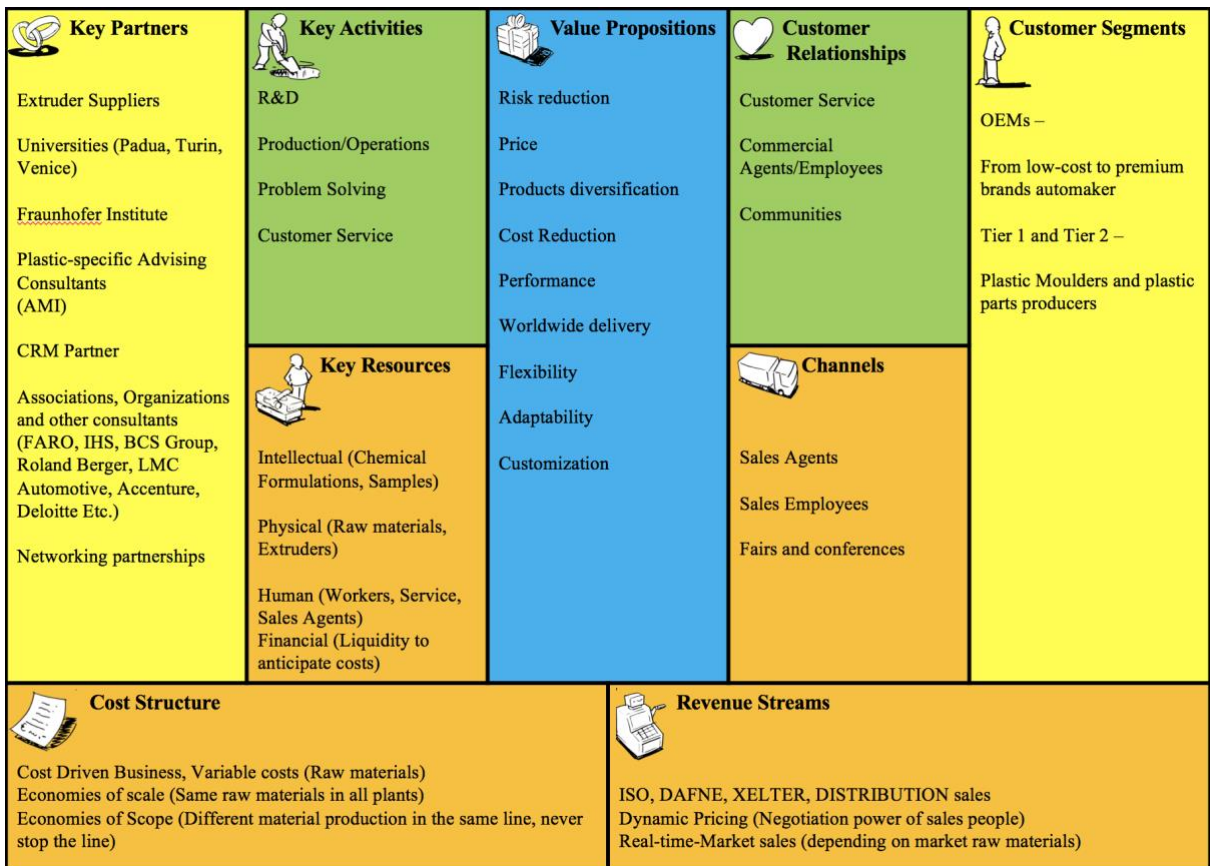 Key Partners
Extruder Suppliers
Universities (Padua, Turin,
Venice)
Fraunhofer Institute
Plastic-specific Advising
Consultants
(AMI)
CRM Partner
Associations, Organizations
and other consultants
(FARO, IHS, BCS Group,
Roland Berger, LMC
Automotive, Accenture,
Deloitte Etc.)
Networking partnerships
Key Activities
R&D
Production/Operations
Problem Solving
Customer Service
Key Resources
Intellectual (Chemical
Formulations, Samples)
Physical (Raw materials,
Extruders)
Human (Workers, Service,
Sales Agents)
Financial (Liquidity to
anticipate costs)
Value Propositions
Risk reduction
Price
Products diversification
Cost Reduction
Performance
Worldwide delivery
Flexibility
Adaptability
Customization
Customer
Relationships
Customer Service
Commercial
Agents/Employees
Communities
Channels
Sales Agents
Sales Employees
Fairs and conferences
Customer Segments
OEMs –
From low-cost to premium
brands automaker
Tier 1 and Tier 2 –
Plastic Moulders and plastic
parts producers
Cost Structure
Cost Driven Business, Variable costs (Raw materials)
Economies of scale (Same raw materials in all plants)
Economies of Scope (Different material production in the same line, never
stop the line)
Revenue Streams
ISO, DAFNE, XELTER, DISTRIBUTION sales
Dynamic Pricing (Negotiation power of sales people)
Real-time-Market sales (depending on market raw materials)